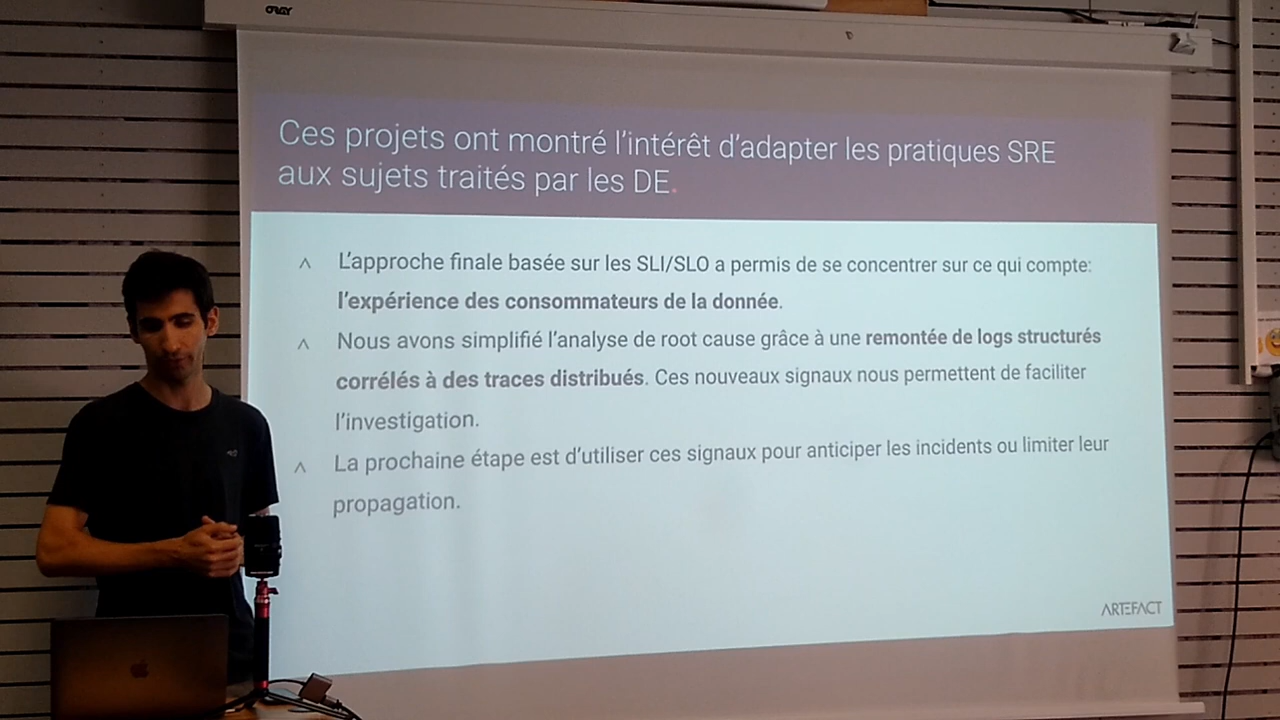 ORAY
Ces projets ont montré l'intérêt d'adapter les pratiques SRE
aux sujets traités par les DE.
^ L'approche finale basée sur les SLI/SLO a permis de se concentrer sur ce qui compte:
l'expérience des consommateurs de la donnée.
^ Nous avons simplifié l'analyse de root cause grâce à une remontée de logs structurés
corrélés à des traces distribués. Ces nouveaux signaux nous permettent de faciliter
l'investigation.
^ La prochaine étape est d'utiliser ces signaux pour anticiper les incidents ou limiter leur
propagation.
ARTEFACT